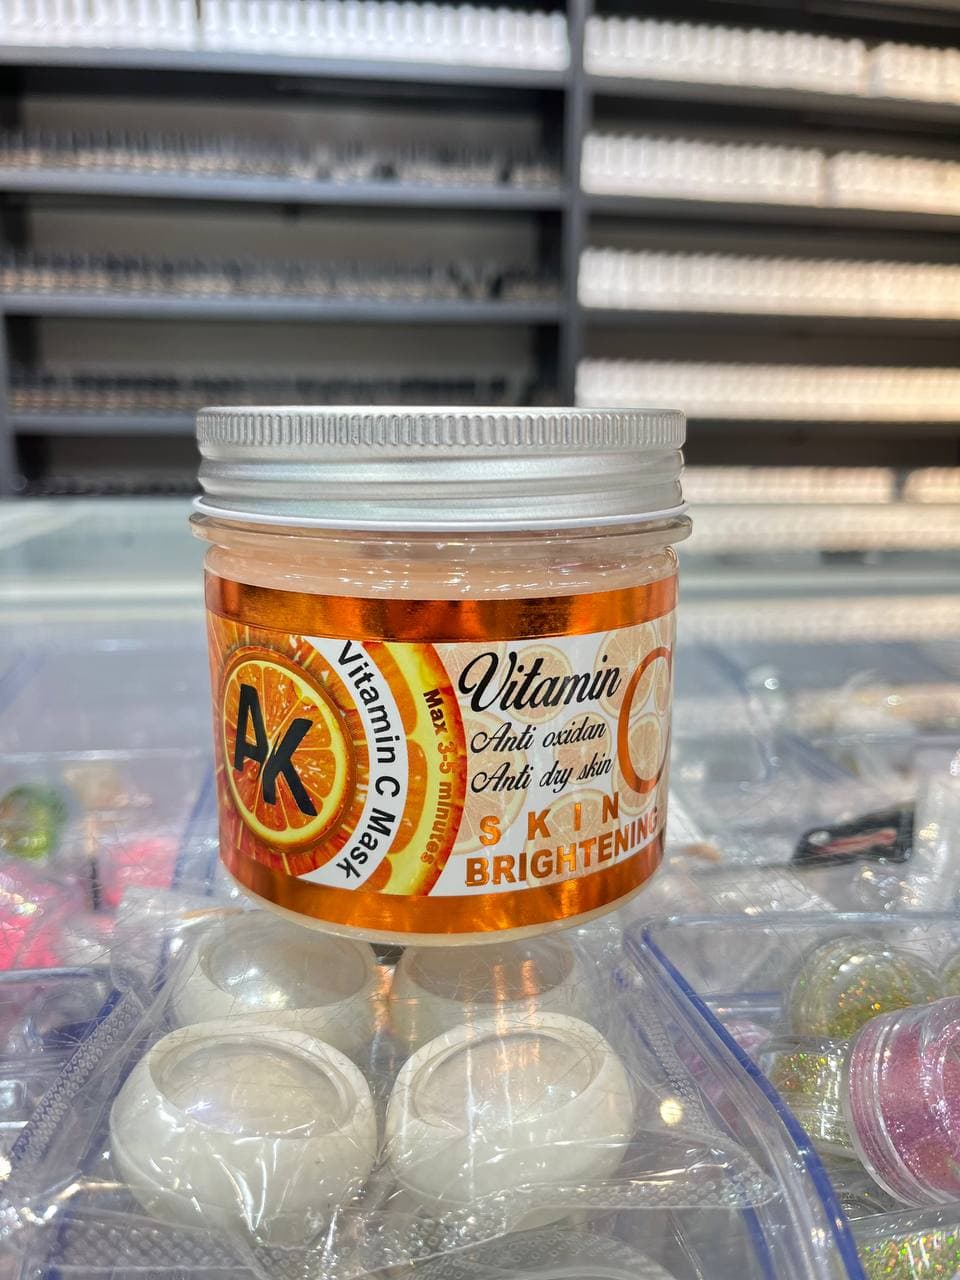 AK
Vitamin C Mask
Max 3-5 minutes
Vitamin C
Anti oxidan
Anti dry skin
SKIN
BRIGHTENING